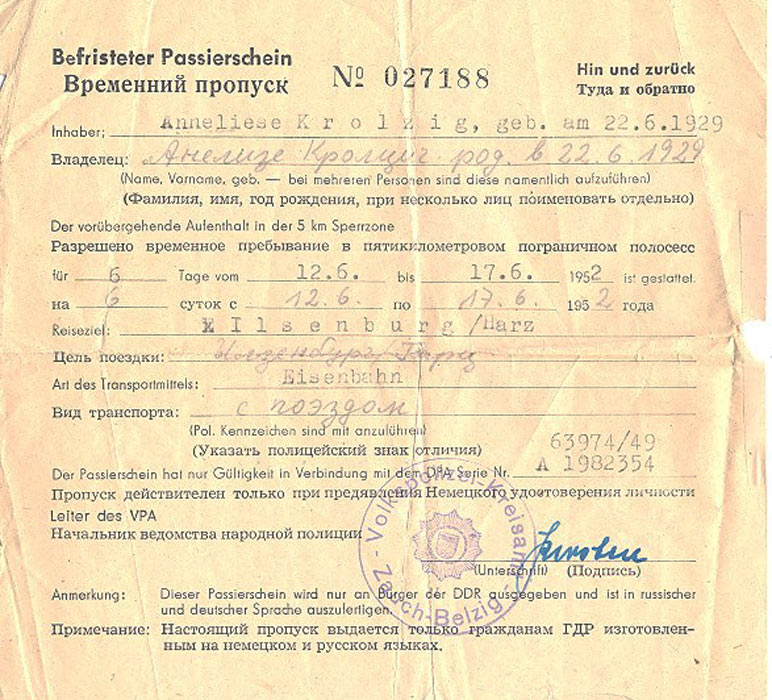 Befristeter Passierschein
Временний пропуск
№ 027188
Hin und zurück
Туда и обратно
Inhaber; Anneliese Krolzig, geb. am 22.6.1929
Владелец: Анелизе Кролциг род. в 22.6.1929
(Name, Vorname, geb. — bei mehreren Personen sind diese namentlich aufzuführen)
(Фамилия, имя, год рождения, при несколько лиц поименовать отдельно)
Der vorübergehende Aufenthalt in der 5 km Sperrzone
Разрешено временное пребывание в пятикилометровом пограничном полосесс
für 6 Tage vom 12.6. bis 17.6. 1952 ist gestattet.
на 6 суток с 12.6. по 17.6. 1952 года
Reiseziel: Ilsenburg/Harz
Цель поездки: Илзенбург/Гарц
Art des Transportmittels: Eisenbahn
Вид транспорта: с поэздом
(Pol. Kennzeichen sind mit anzuführen)
(Указать полицейский знак отличия)
63974/49
Der Passierschein hat nur Gültigkeit in Verbindung mit dem DPA Serie Nr. A 1982354
Пропуск действителен только при предявления Немецкого удостоверения личности
Leiter des VPA
Начальник ведомства народной полиции
(Unterschrift) (Подпись)
Volkspolizei-Kreisamt
Zauch-Belzig
Anmerkung: Dieser Passierschein wird nur an Bürger der DDR ausgegeben und ist in russischer
und deutscher Sprache auszufertigen.
Примечание: Настоящий пропуск выдается только гражданам ГДР изготовлен-
ным на немецком и русском языках.